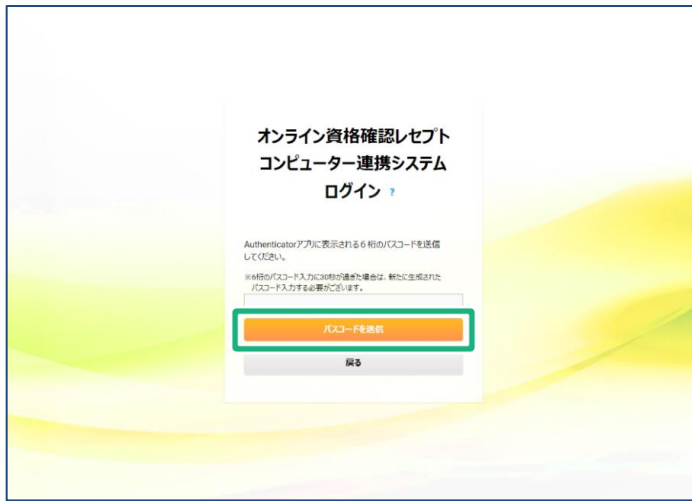 オンライン資格確認レセプト
コンピューター連携システム
ログイン ?
Authenticatorアプリに表示される6桁のパスコードを送信
してください。
※6桁のパスコード入力に30秒が過ぎた場合は、新たに生成された
パスコード入力する必要がございます。
パスコードを送信
戻る